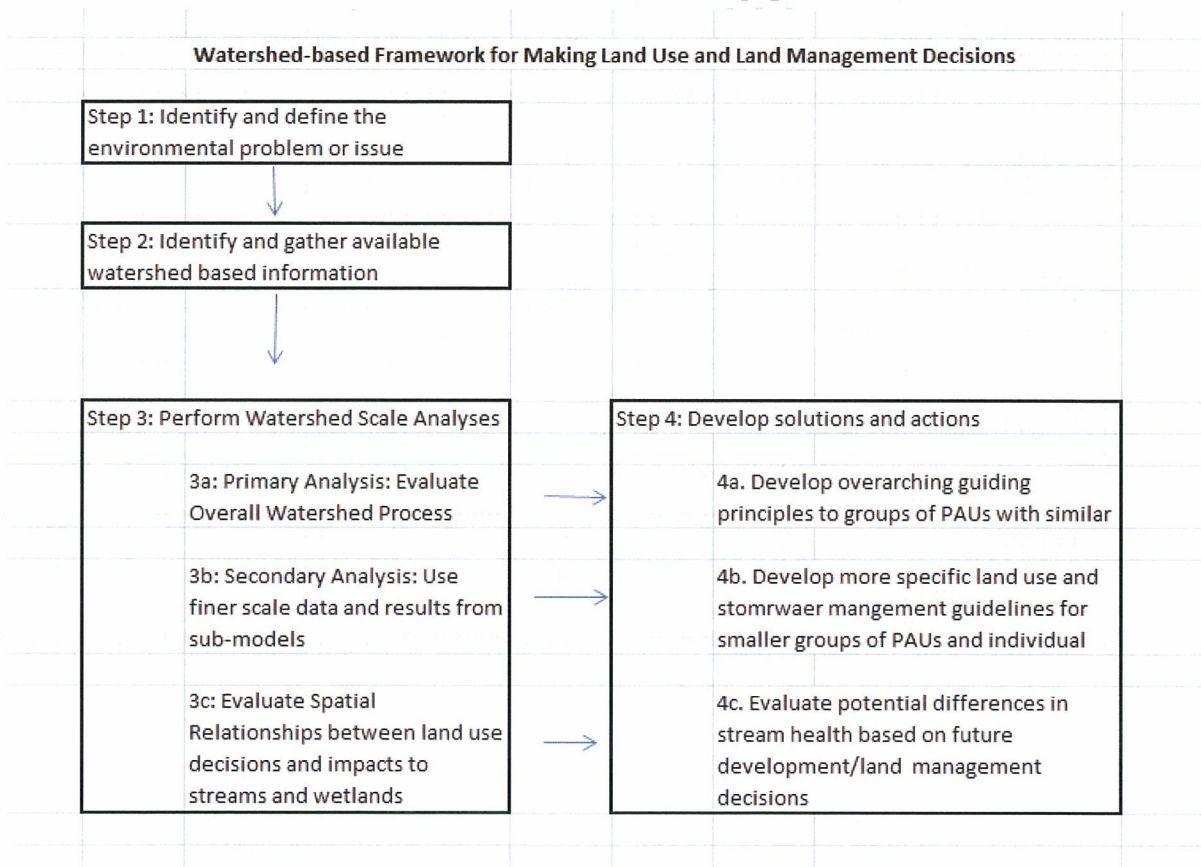 Watershed-based Framework for Making Land Use and Land Management Decisions
Step 1: Identify and define the
environmental problem or issue
Step 2: Identify and gather available
watershed based information
Step 3: Perform Watershed Scale Analyses
3a: Primary Analysis: Evaluate
Overall Watershed Process
3b: Secondary Analysis: Use
finer scale data and results from
sub-models
3c: Evaluate Spatial
Relationships between land use
decisions and impacts to
streams and wetlands
Step 4: Develop solutions and actions
4a. Develop overarching guiding
principles to groups of PAUs with similar
4b. Develop more specific land use and
stomrwaer mangement guidelines for
smaller groups of PAUs and individual
4c. Evaluate potential differences in
stream health based on future
development/land management
decisions